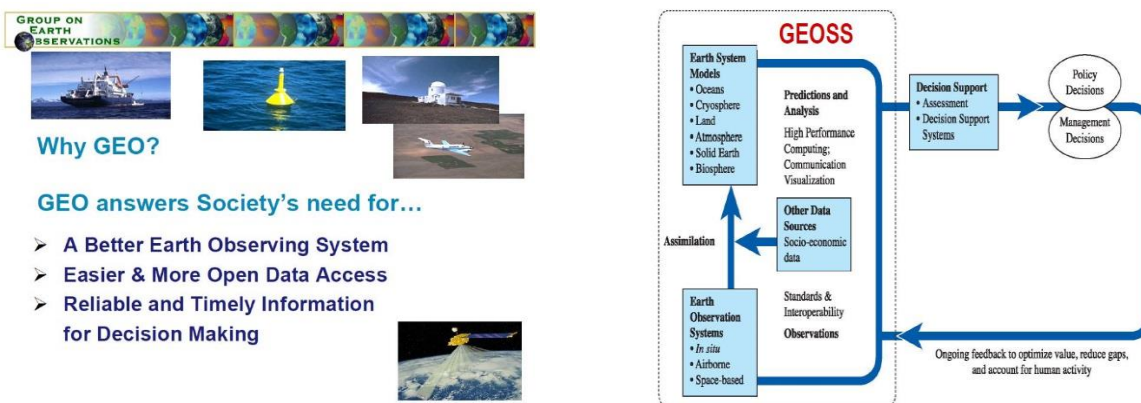 GROUP ON
EARTH
OBSERVATIONS
Why GEO?
GEO answers Society's need for...
➢ A Better Earth Observing System
➢ Easier & More Open Data Access
➢ Reliable and Timely Information
for Decision Making
GEOSS
Earth System
Models
• Oceans
• Cryosphere
• Land
• Atmosphere
• Solid Earth
• Biosphere
Predictions and
Analysis
High Performance
Computing;
Communication
Visualization
Assimilation
Other Data
Sources
Socio-economic
data
Earth
Observation
Systems
• In situ
• Airborne
• Space-based
Standards &
Interoperability
Observations
Decision Support
• Assessment
• Decision Support
Systems
Policy
Decisions
Management
Decisions
Ongoing feedback to optimize value, reduce gaps,
and account for human activity